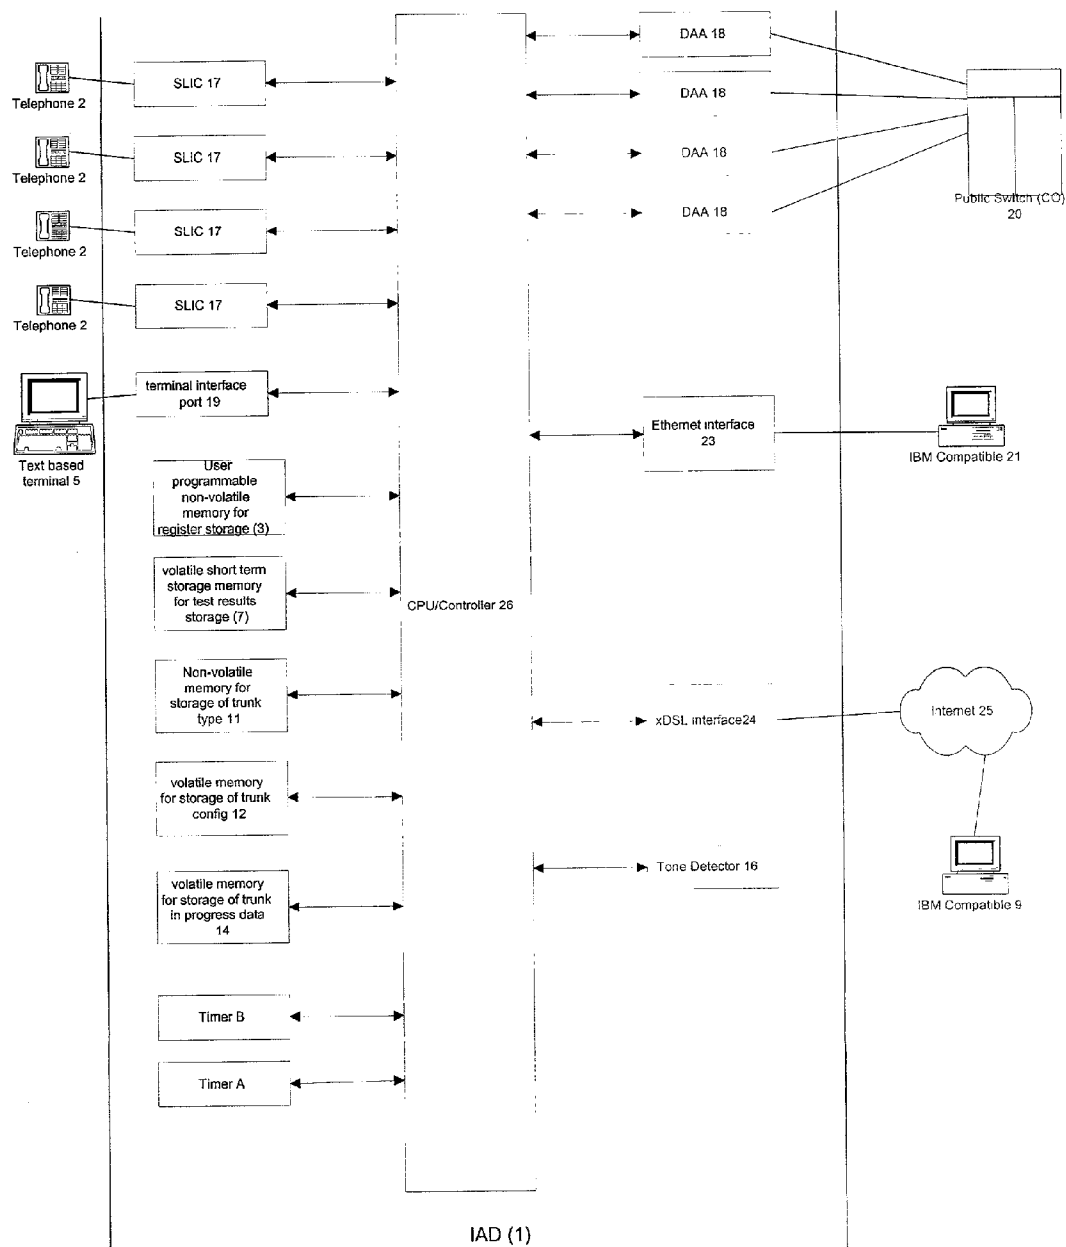 DAA 18
SLIC 17
Telephone 2
DAA 18
SLIC 17
Telephone 2
DAA 18
Public Switch (CO)
20
SLIC 17
Telephone 2
DAA 18
SLIC 17
Telephone 2
terminal interface
port 19
Text based
terminal 5
Ethernet interface
23
IBM Compatible 21
User
programmable
non-volatile
memory for
register storage (3)
volatile short term
storage memory
for test results
storage (7)
CPU/Controller 26
Non-volatile
memory for
storage of trunk
type 11
xDSL interface24
Internet 25
volatile memory
for storage of trunk
config 12
Tone Detector 16
IBM Compatible 9
volatile memory
for storage of trunk
in progress data
14
Timer B
Timer A
IAD (1)